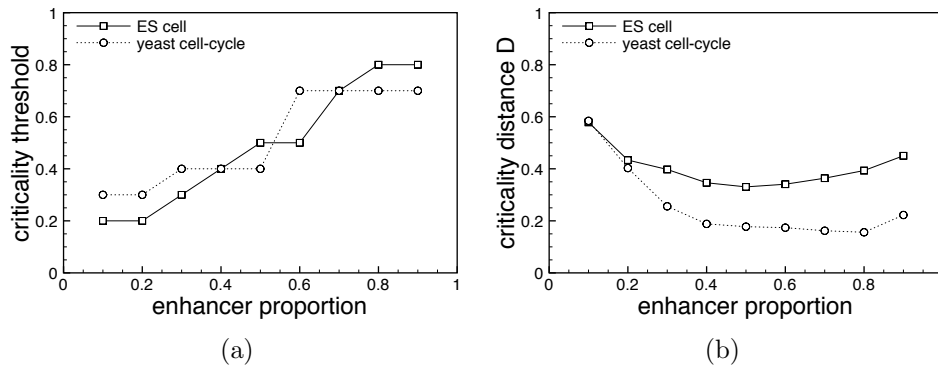 1
ES cell
yeast cell-cycle
0.8
0.6
0.4
0.2
0
criticality threshold
0
0.2
0.4
0.6
0.8
1
enhancer proportion
(a)
1
ES cell
yeast cell-cycle
0.8
0.6
0.4
0.2
0
criticality distance D
0
0.2
0.4
0.6
0.8
enhancer proportion
(b)